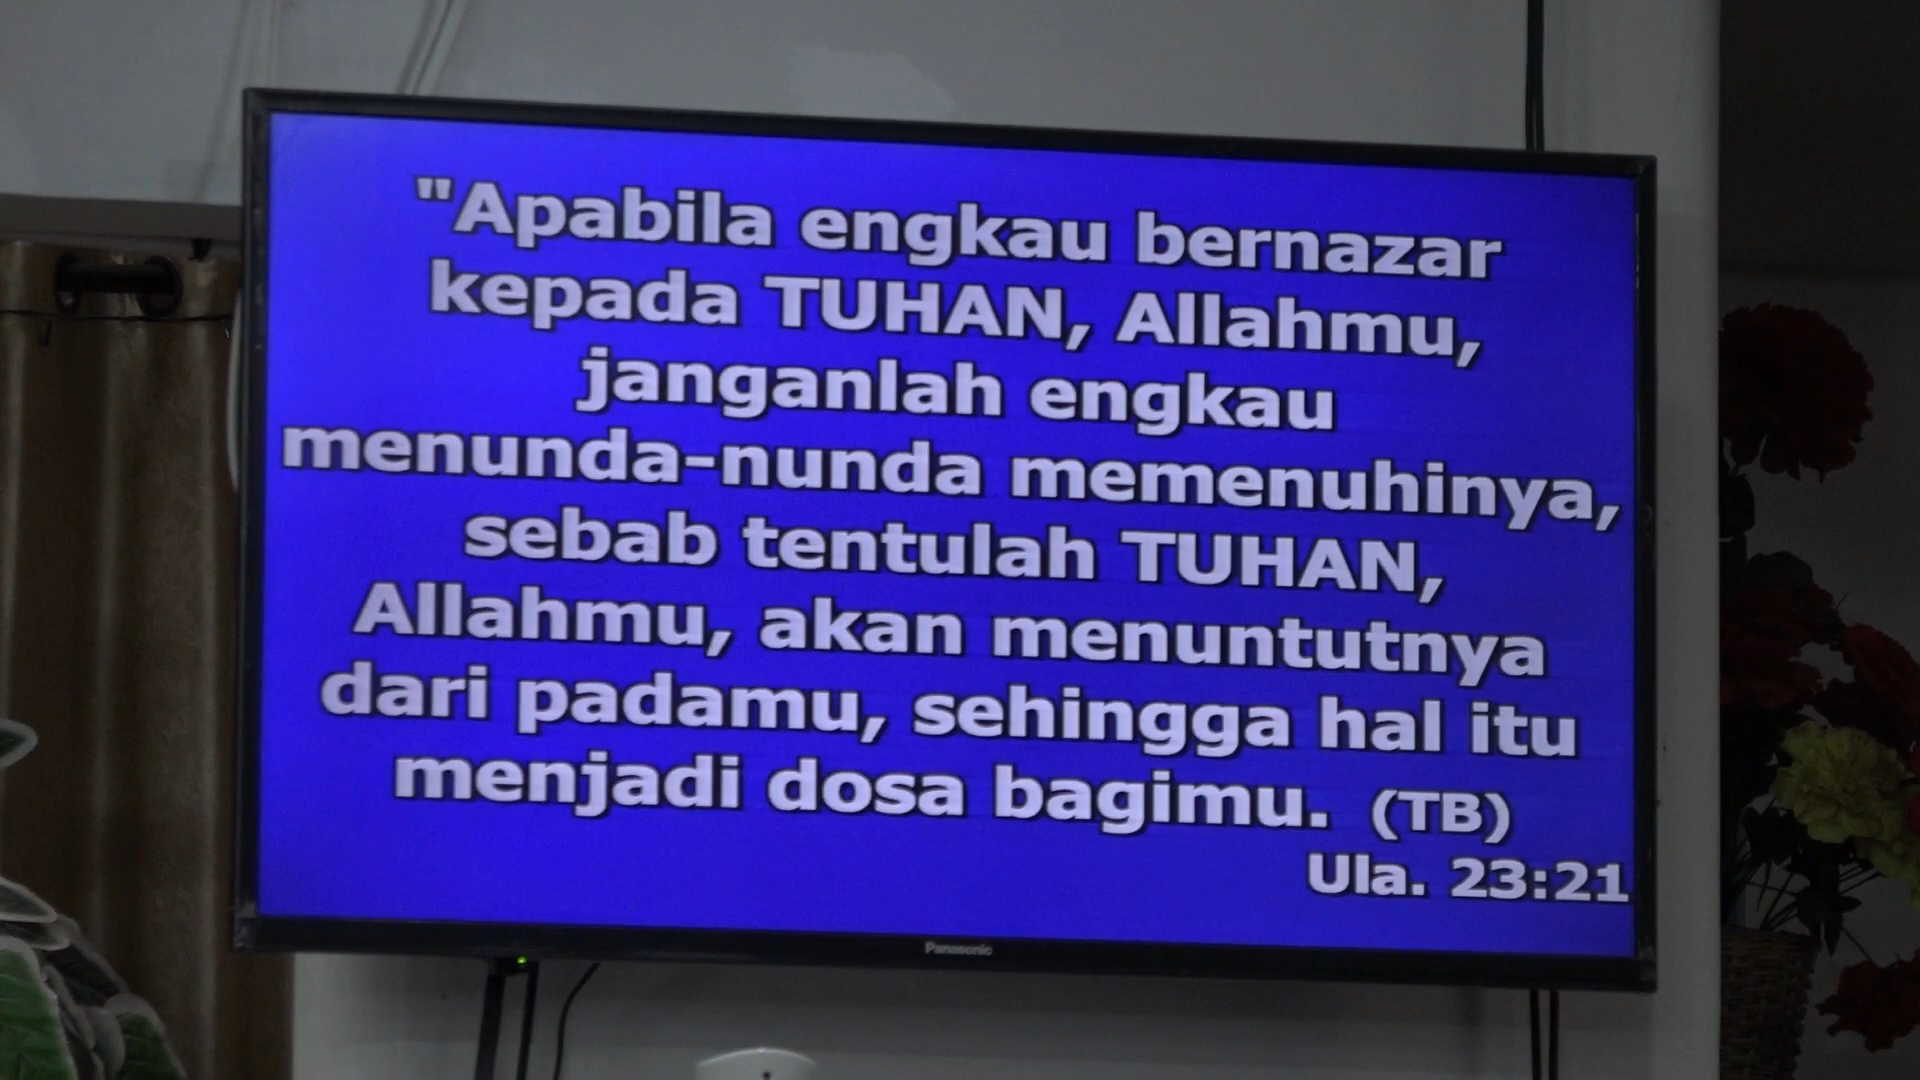 "Apabila engkau bernazar
kepada TUHAN, Allahmu,
janganlah engkau
menunda-nunda memenuhinya,
sebab tentulah TUHAN,
Allahmu, akan menuntutnya
dari padamu, sehingga hal itu
menjadi dosa bagimu. (TB)
Ula. 23:21
Panasonic